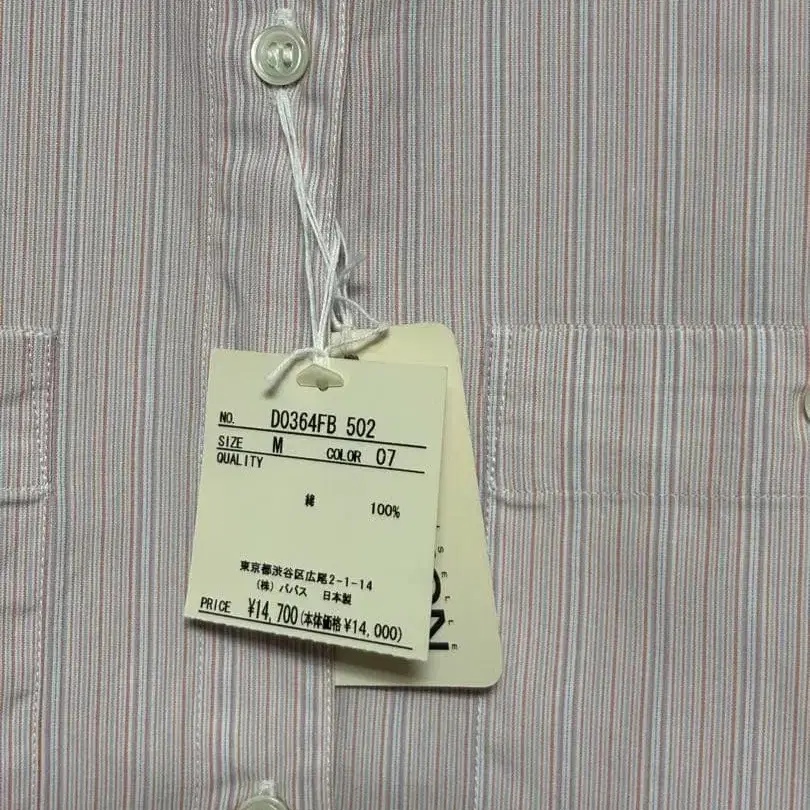 NO. D0364FB 502
SIZE M COLOR 07
QUALITY
綿 100%
東京都渋谷区広尾2-1-14
(株) パパス 日本製
PRICE ¥14,700(本体価格¥14,000)